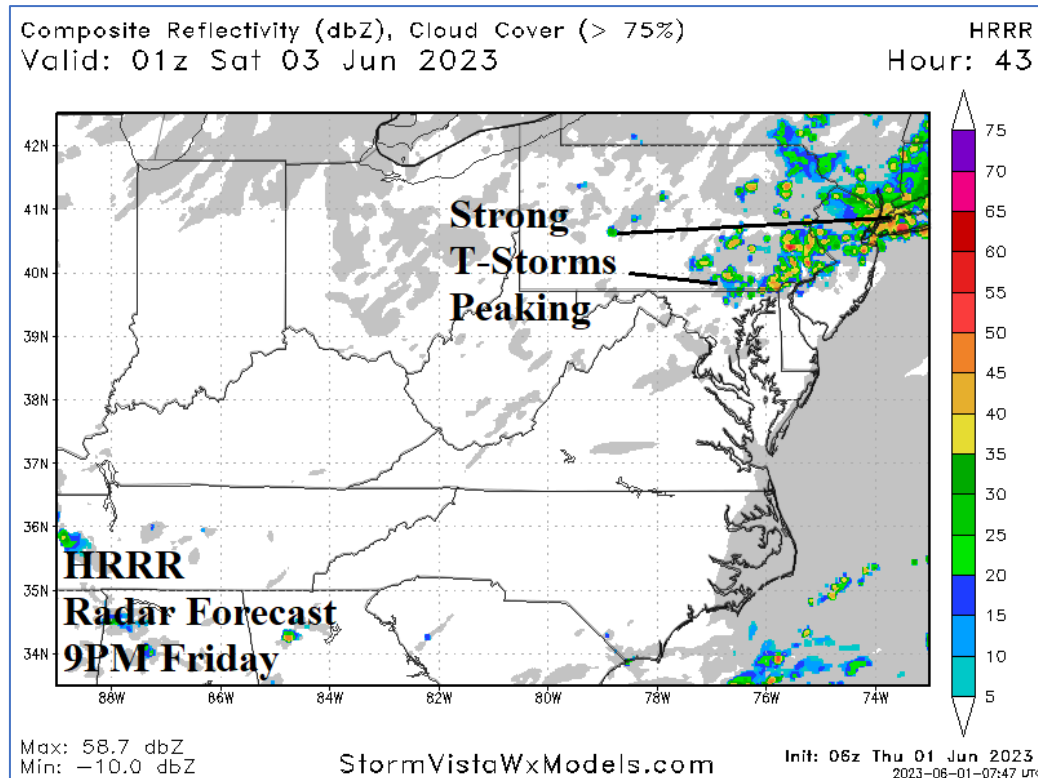 Composite Reflectivity (dbZ), Cloud Cover (> 75%)
HRRR
Valid: 01z Sat 03 Jun 2023
Hour: 43
42N
41N
40N
39N
38N
37N
36N
35N
34N
88W
86W
84W
82W
80W
78W
76W
74W
75
70
65
60
55
50
45
40
35
30
25
20
15
10
5
Strong
T-Storms
Peaking
HRRR
Radar Forecast
9PM Friday
Max: 58.7 dbZ
Min: -10.0 dbZ
StormVistaWxModels.com
Init: 06z Thu 01 Jun 2023
2023-06-01-07:47 UTC